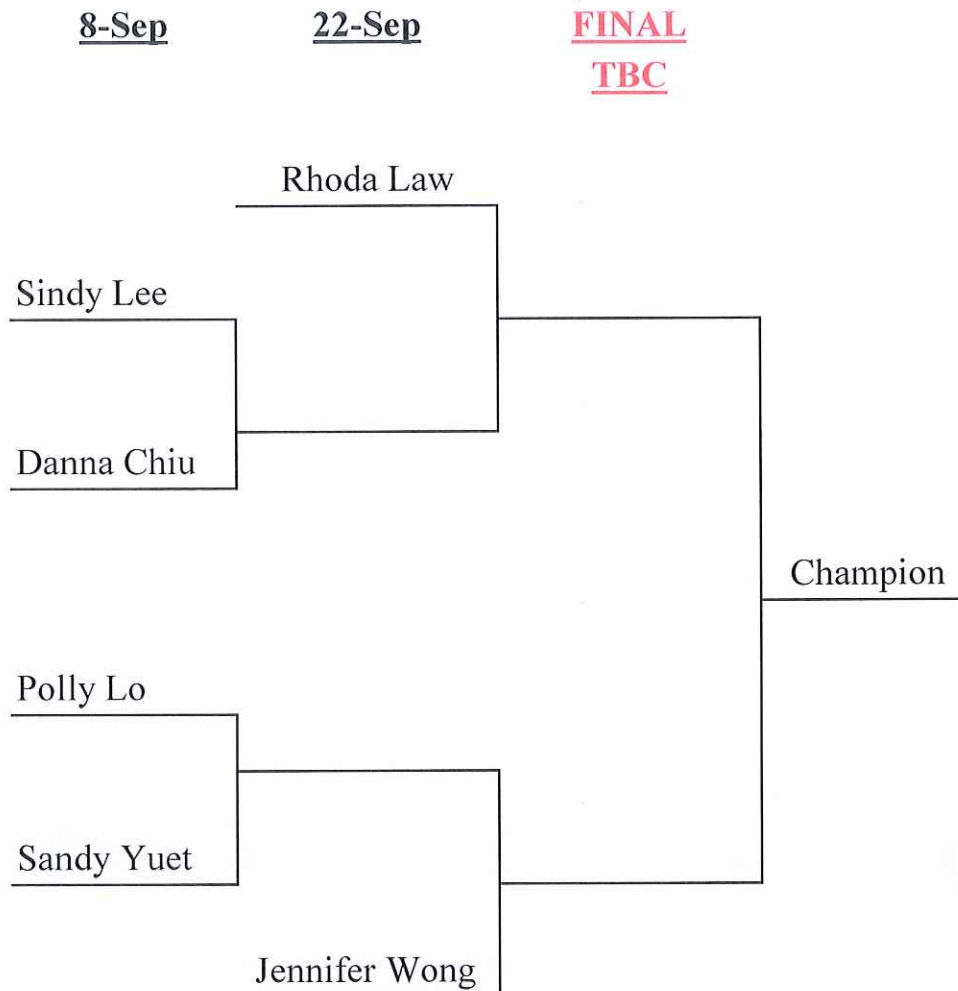 8-Sep 22-Sep FINAL
TBC
Rhoda Law
Sindy Lee
Danna Chiu
Champion
Polly Lo
Sandy Yuet
Jennifer Wong